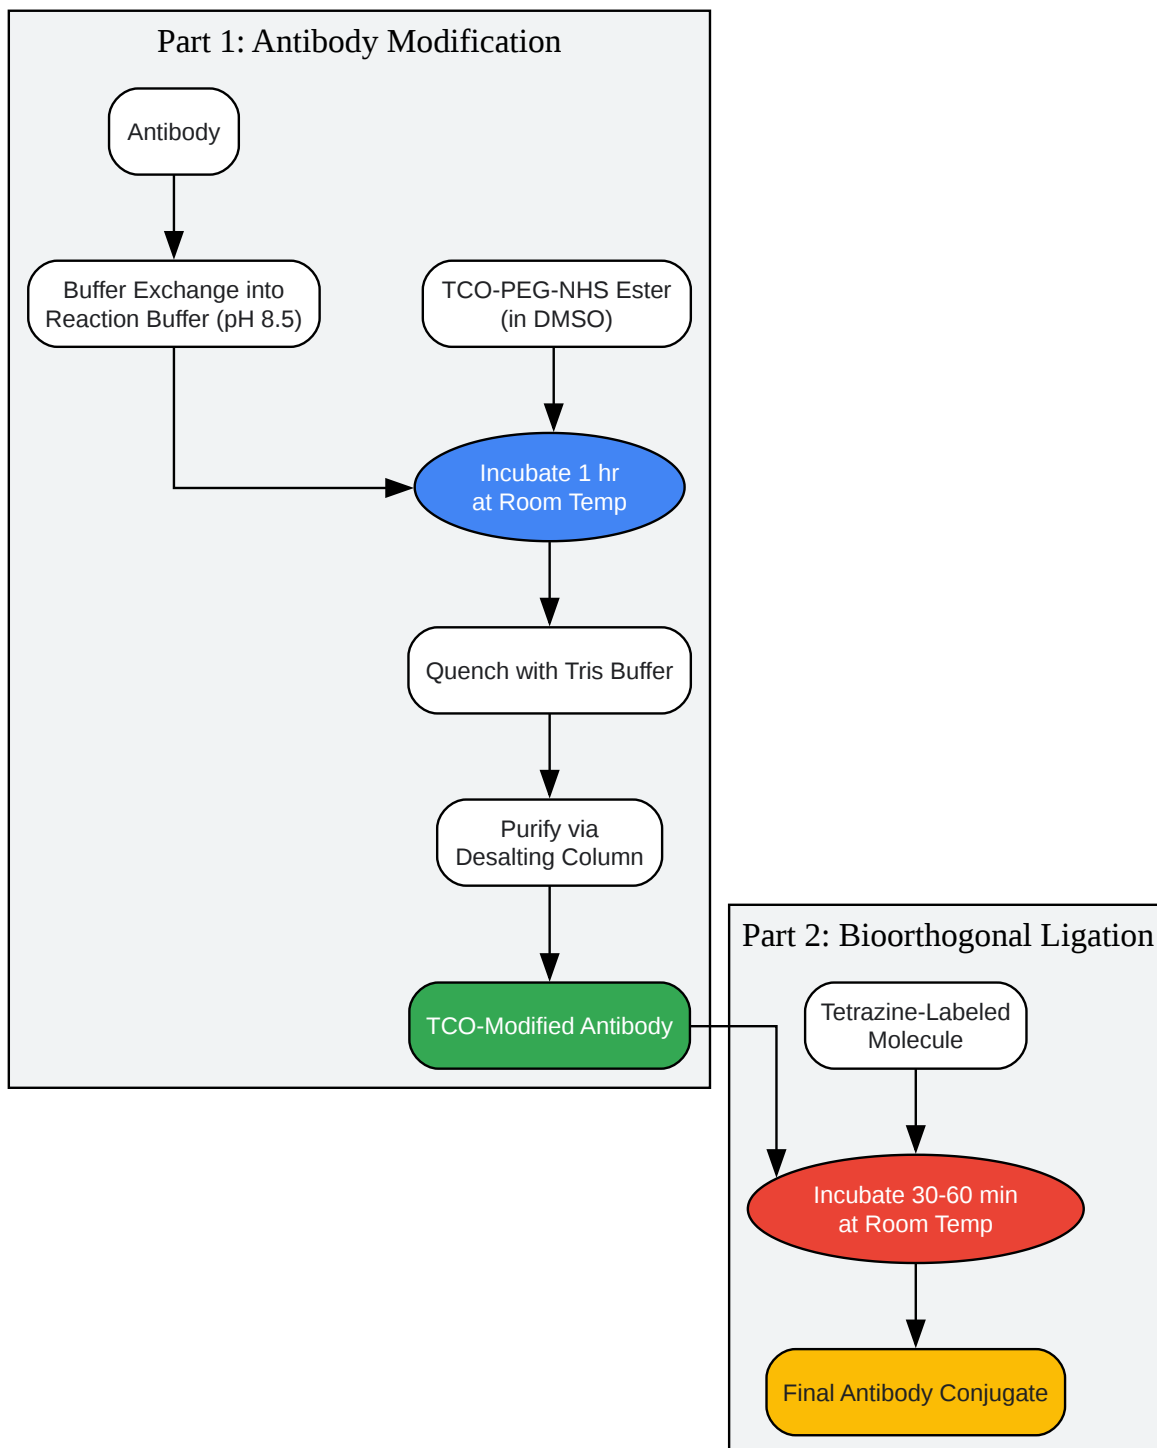 Part 1: Antibody Modification
Antibody
Buffer Exchange into
Reaction Buffer (pH 8.5)
TCO-PEG-NHS Ester
(in DMSO)
Incubate 1 hr
at Room Temp
Quench with Tris Buffer
Purify via
Desalting Column
TCO-Modified Antibody
Part 2: Bioorthogonal Ligation
Tetrazine-Labeled
Molecule
Incubate 30-60 min
at Room Temp
Final Antibody Conjugate